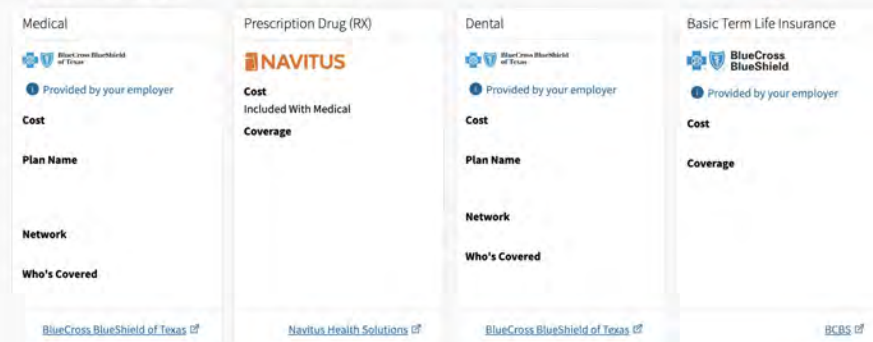 Medical
BlueCross BlueShield
of Texas
Provided by your employer
Cost
Plan Name
Network
Who's Covered
BlueCross BlueShield of Texas
Prescription Drug (RX)
NAVITUS
Cost
Included With Medical
Coverage
Navitus Health Solutions
Dental
BlueCross BlueShield
of Texas
Provided by your employer
Cost
Plan Name
Network
Who's Covered
BlueCross BlueShield of Texas
Basic Term Life Insurance
BlueCross
BlueShield
Provided by your employer
Cost
Coverage
BCBS